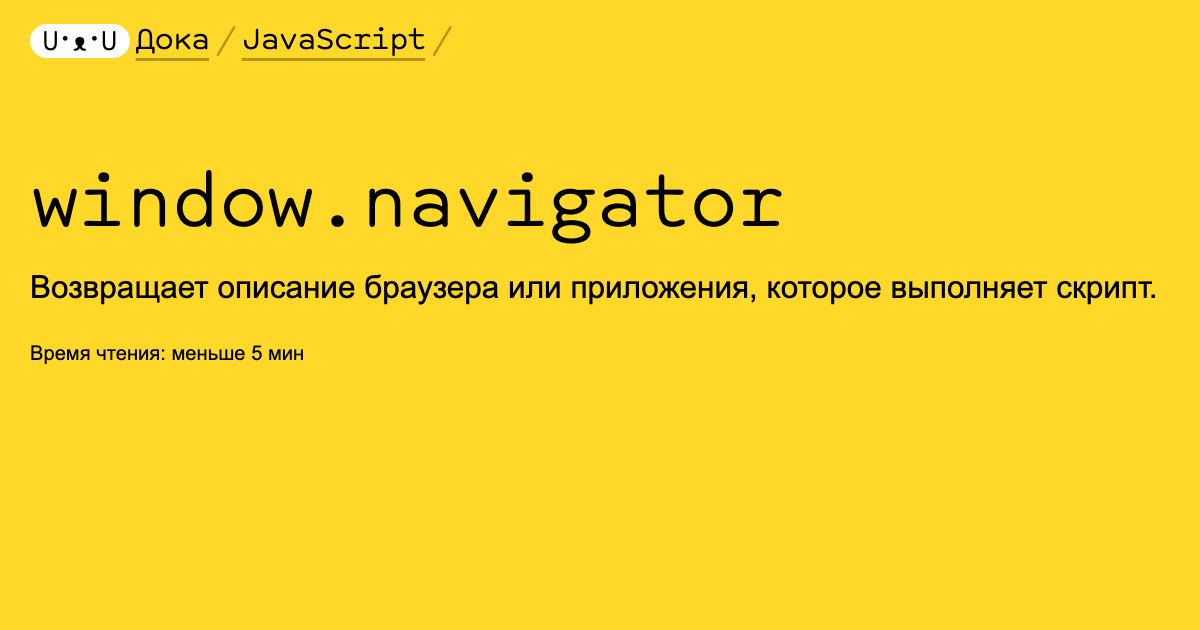 U·ᴥ·U Дока / JavaScript /
window.navigator
Возвращает описание браузера или приложения, которое выполняет скрипт.
Время чтения: меньше 5 мин